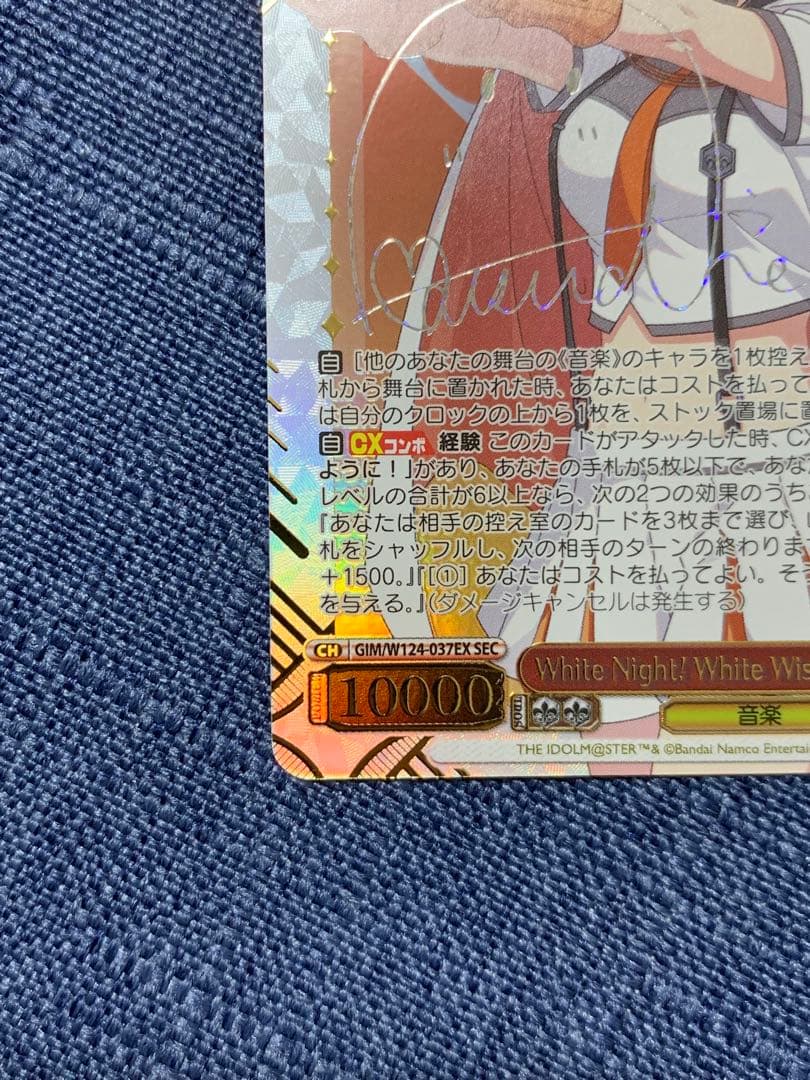 自 [他のあなたの舞台の《音楽》のキャラを1枚控え
札から舞台に置かれた時、あなたはコストを払って
は自分のクロックの上から1枚を、ストック置場に置
自 CXコンボ 経験 このカードがアタックした時、CX
ように!」があり、あなたの手札が5枚以下で、あな
レベルの合計が6以上なら、次の2つの効果のうち
『あなたは相手の控え室のカードを3枚まで選び、
札をシャッフルし、次の相手のターンの終わりま
+1500。』『[①] あなたはコストを払ってよい。そ
を与える。』(ダメージキャンセルは発生する)
CH GIM/W124-037EX SEC
White Night! White Wis
10000 SOUL
音楽
THE IDOLM@STER™& ©Bandai Namco Enterta